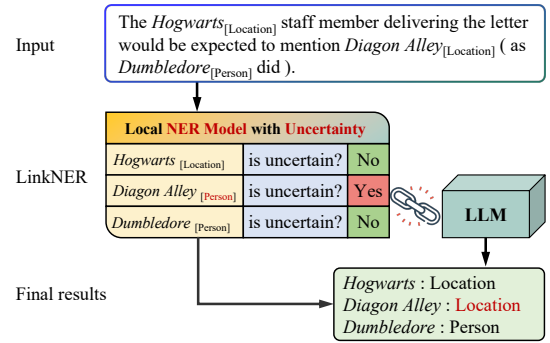 Input
The Hogwarts[Location] staff member delivering the letter
would be expected to mention Diagon Alley[Location] ( as
Dumbledore[Person] did ).
LinkNER
Local NER Model with Uncertainty
Hogwarts [Location] is uncertain? No
Diagon Alley [Person] is uncertain? Yes
Dumbledore [Person] is uncertain? No
LLM
Final results
Hogwarts : Location
Diagon Alley : Location
Dumbledore : Person